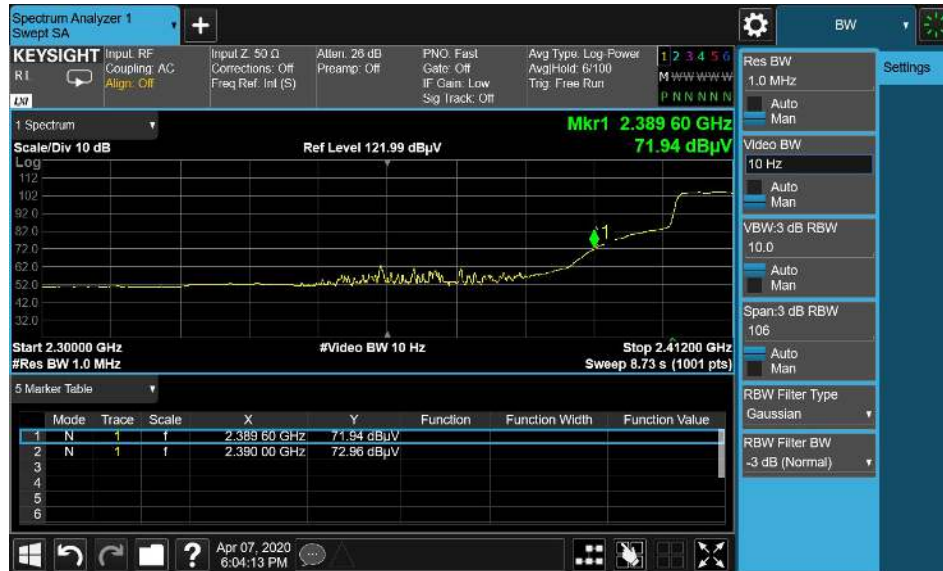 Spectrum Analyzer 1
Swept SA
+
BW
KEYSIGHT
RL
LXI
Input: RF
Coupling: AC
Align: Off
Input Z: 50 Ω
Corrections: Off
Freq Ref: Int (S)
Atten: 26 dB
Preamp: Off
PNO: Fast
Gate: Off
IF Gain: Low
Sig Track: Off
Avg Type: Log-Power
Avg|Hold: 6/100
Trig: Free Run
1 2 3 4 5 6
M W W W W W
P N N N N N
1 Spectrum
Scale/Div 10 dB
Ref Level 121.99 dBµV
Mkr1 2.389 60 GHz
71.94 dBµV
Log
112
102
92.0
82.0
72.0
62.0
52.0
42.0
32.0
1
Start 2.30000 GHz
#Video BW 10 Hz
Stop 2.41200 GHz
#Res BW 1.0 MHz
Sweep 8.73 s (1001 pts)
5 Marker Table
Mode Trace Scale X Y Function Function Width Function Value
1 N 1 f 2.389 60 GHz 71.94 dBµV
2 N 1 f 2.390 00 GHz 72.96 dBµV
3
4
5
6
Apr 07, 2020
6:04:13 PM
?
Res BW
1.0 MHz
Auto
Man
Video BW
10 Hz
Auto
Man
VBW:3 dB RBW
10.0
Auto
Man
Span:3 dB RBW
106
Auto
Man
RBW Filter Type
Gaussian
RBW Filter BW
-3 dB (Normal)
Settings